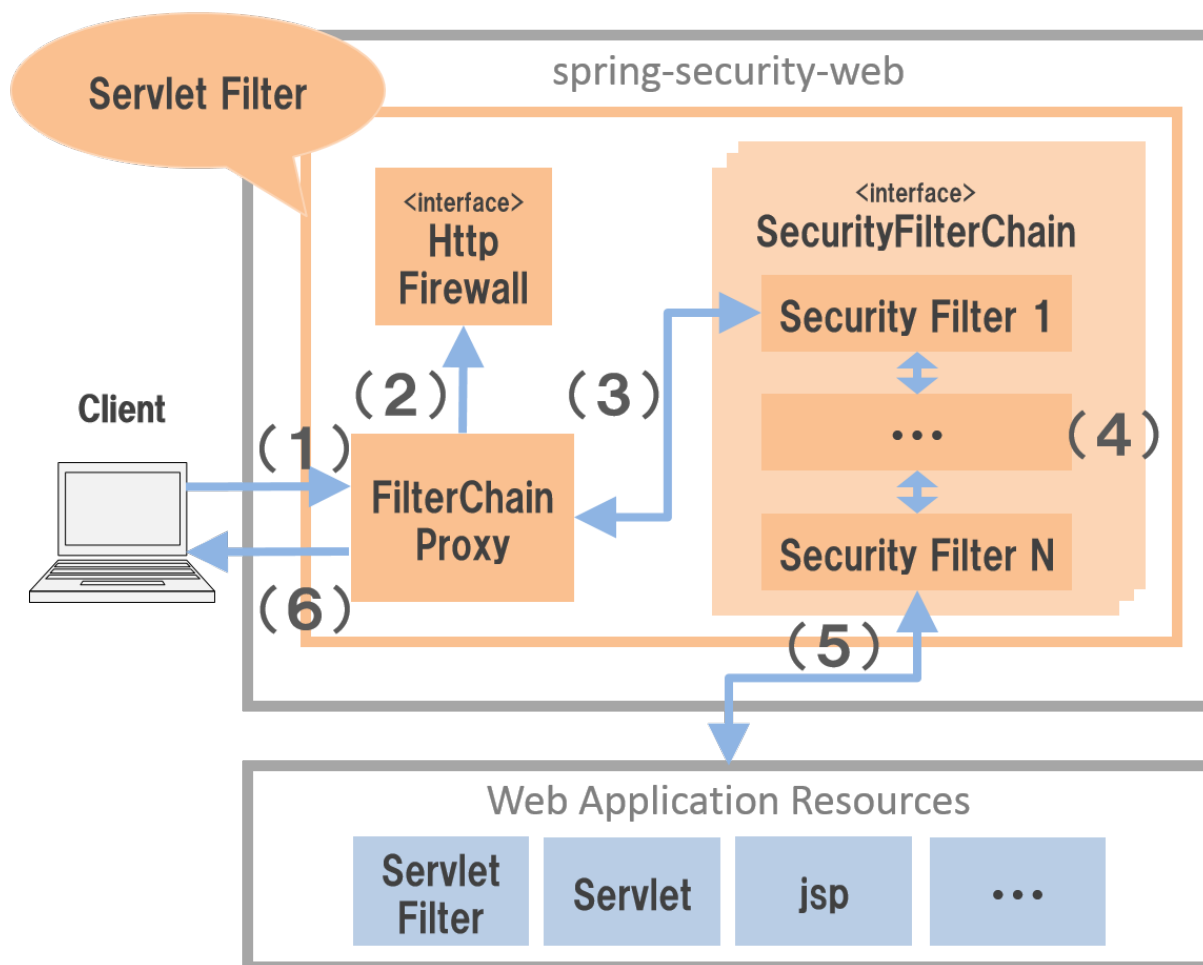 spring-security-web
Servlet Filter
<interface>
Http
Firewall
<interface>
SecurityFilterChain
Security Filter 1
...
Security Filter N
Client
（１）
（２）
（３）
（４）
FilterChain
Proxy
（６）
（５）
Web Application Resources
Servlet
Filter
Servlet
jsp
...